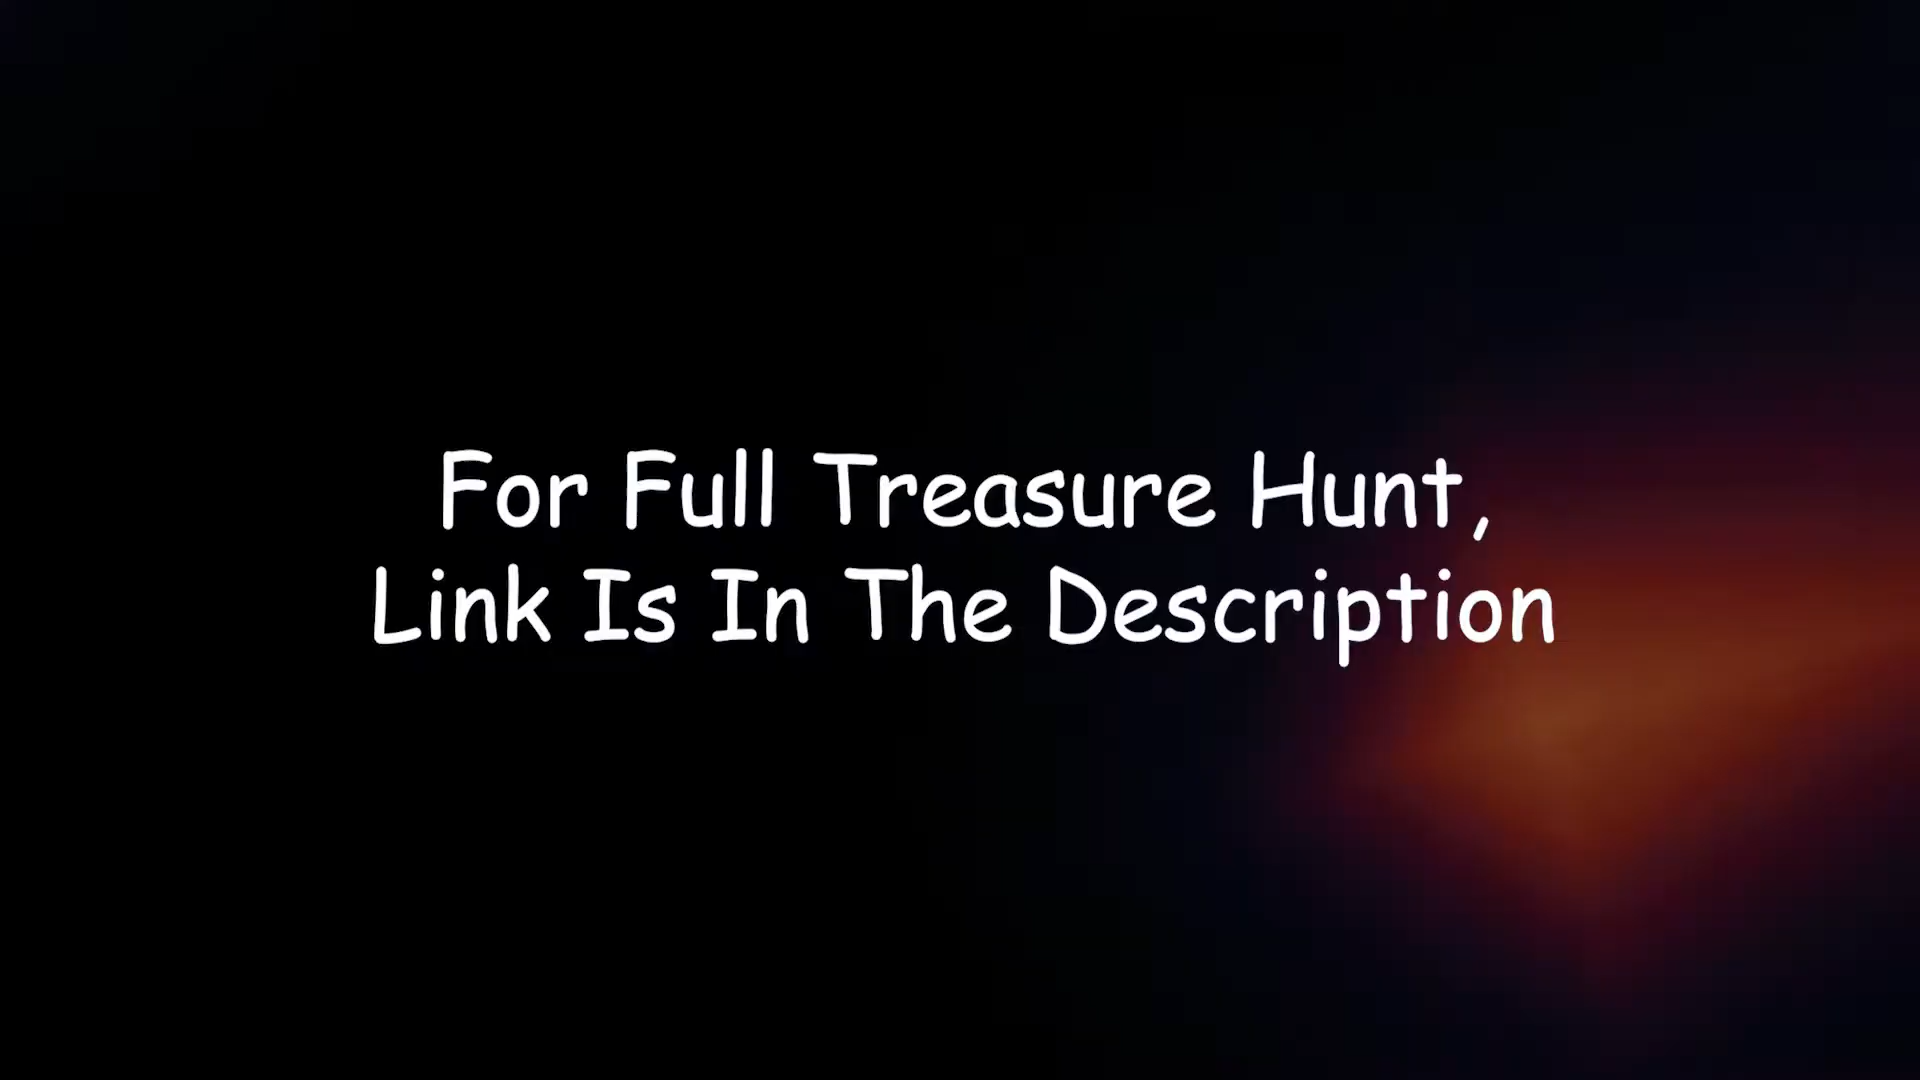 For Full Treasure Hunt,
Link Is In The Description